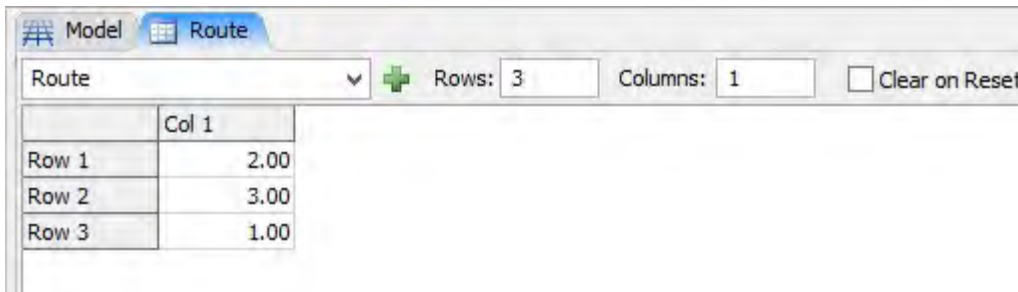 Model Route
Route Rows: 3 Columns: 1 Clear on Reset
Col 1
Row 1 2.00
Row 2 3.00
Row 3 1.00